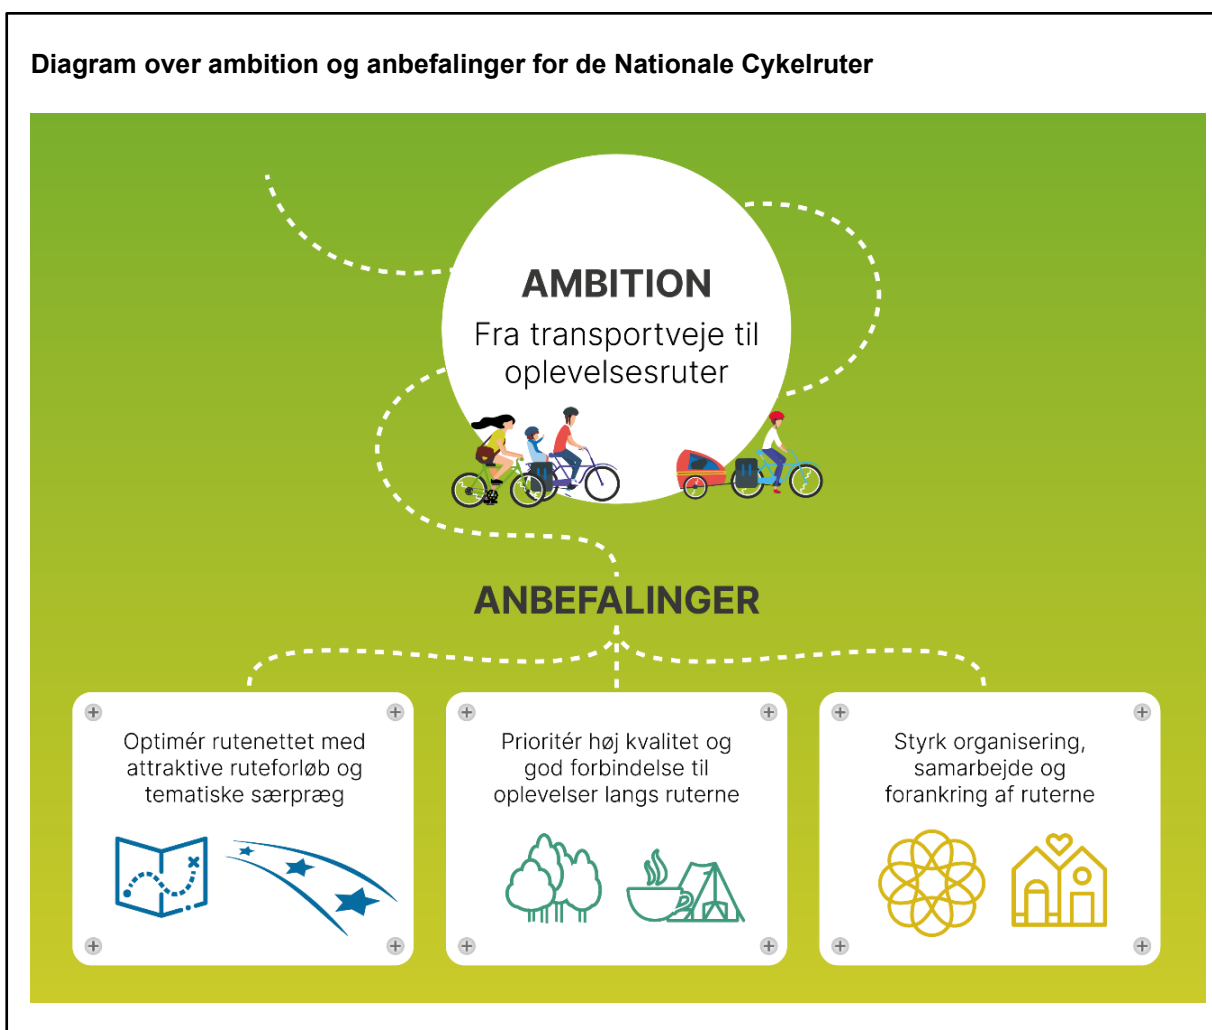 Diagram over ambition og anbefalinger for de Nationale Cykelruter
AMBITION
Fra transportveje til
oplevelsesruter
ANBEFALINGER
Optimér rutenettet med
attraktive ruteforløb og
tematiske særpræg
Prioritér høj kvalitet og
god forbindelse til
oplevelser langs ruterne
Styrk organisering,
samarbejde og
forankring af ruterne